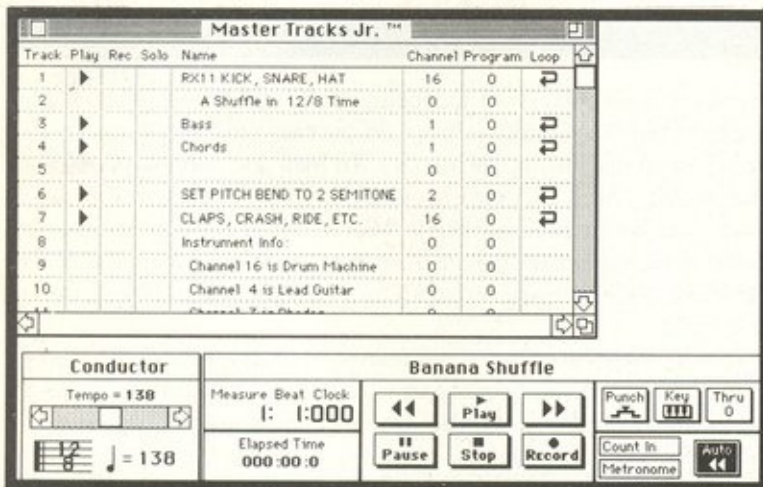 Master Tracks Jr. ™
Track Play Rec Solo Name Channel Program Loop
1 RX11 KICK, SNARE, HAT 16 0
2 A Shuffle in 12/8 Time 0 0
3 Bass 1 0
4 Chords 1 0
5 0 0
6 SET PITCH BEND TO 2 SEMITONE 2 0
7 CLAPS, CRASH, RIDE, ETC. 16 0
8 Instrument Info: 0 0
9 Channel 16 is Drum Machine 0 0
10 Channel 4 is Lead Guitar 0 0
Conductor
Tempo = 138
12
8
= 138
Banana Shuffle
Measure Beat Clock
1: 1:000
Elapsed Time
000:00:0
Play
Pause
Stop
Record
Punch
Key
Thru
0
Count In
Metronome
Auto